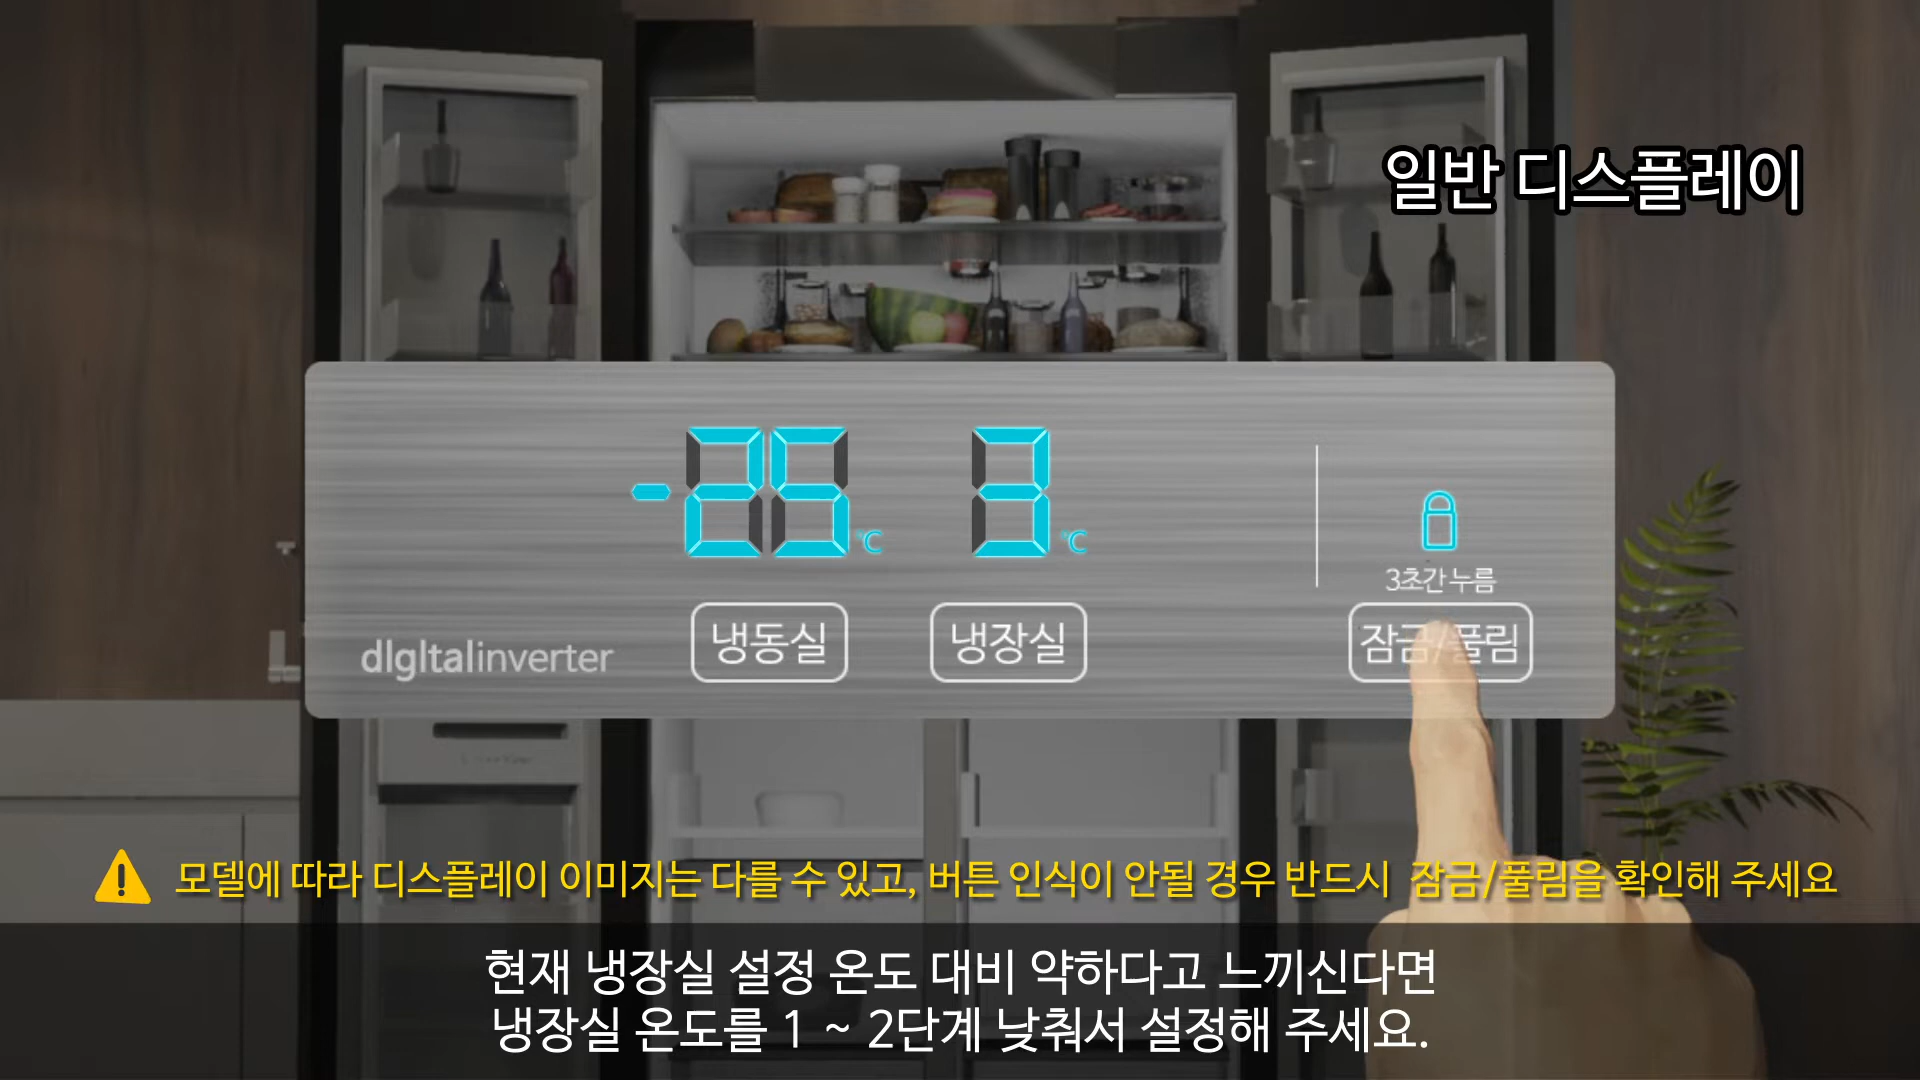 일반 디스플레이
-25℃ 3℃
3초간 누름
digitalinverter
냉동실 냉장실 잠금/풀림
모델에 따라 디스플레이 이미지는 다를 수 있고, 버튼 인식이 안될 경우 반드시 잠금/풀림을 확인해 주세요
현재 냉장실 설정 온도 대비 약하다고 느끼신다면
냉장실 온도를 1 ~ 2단계 낮춰서 설정해 주세요.